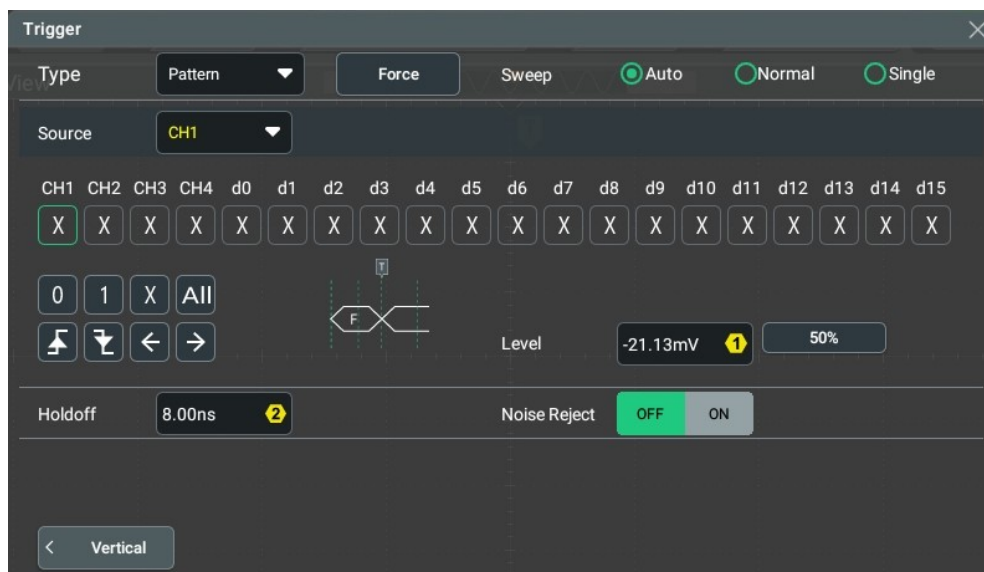 Trigger
View
Type Pattern Force Sweep Auto Normal Single
Source CH1
CH1 CH2 CH3 CH4 d0 d1 d2 d3 d4 d5 d6 d7 d8 d9 d10 d11 d12 d13 d14 d15
X X X X X X X X X X X X X X X X X X X X
0 1 X All
T
F
Level -21.13mV 1 50%
Holdoff 8.00ns 2 Noise Reject OFF ON
Vertical